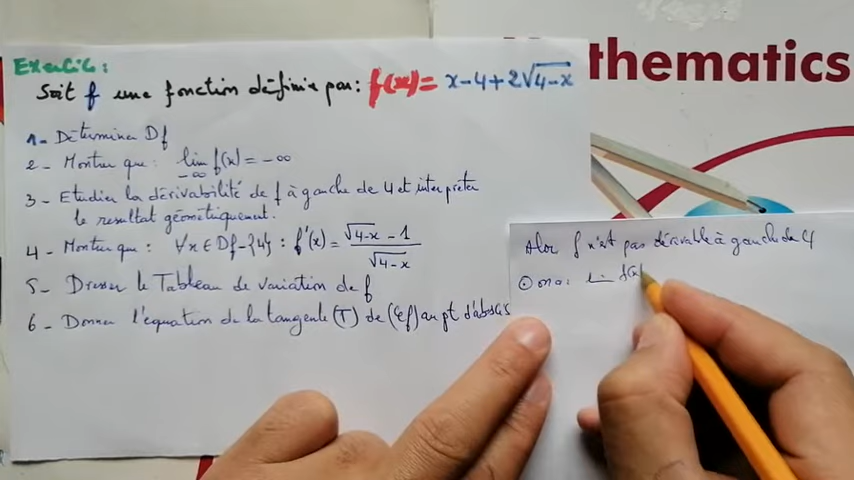 thematics
Exercice:
Soit f une fonction définie par: f(x) = x-4+2√(4-x)
1- Déterminer Df
2- Montrer que: lim f(x) = -∞
-∞
3- Etudier la dérivabilité de f à gauche de 4 et interpréter
le resultat géométriquement.
4- Montrer que: ∀x∈Df-{4}: f'(x) = (√(4-x) - 1)/√(4-x)
5- Dresser le Tableau de variation de f
6- Donner l'équation de la tangente (T) de (Cf) au pt d'abscis
Alor f n'est pas dérivable à gauche de 4
⊙ on a: lim f(x